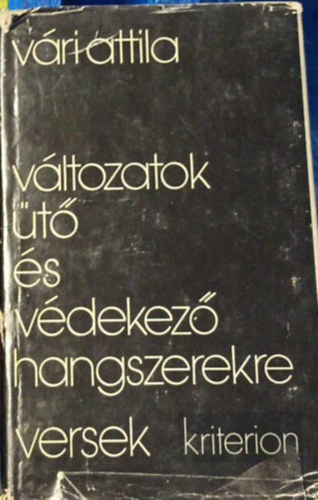 vári attila
változatok
ütő
és
védekező
hangszerekre
versek kriterion